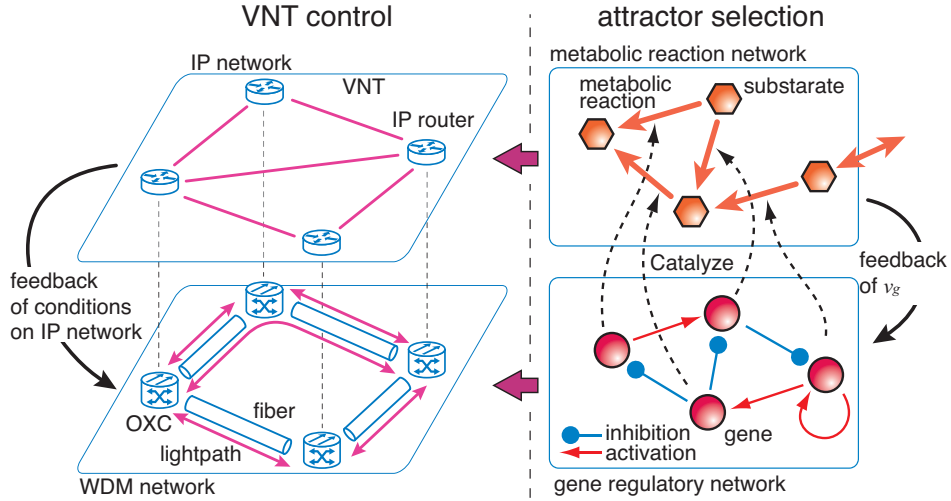 VNT control
attractor selection
metabolic reaction network
IP network
VNT
IP router
metabolic
reaction
substarate
feedback
of conditions
on IP network
Catalyze
feedback
of vg
OXC
fiber
lightpath
WDM network
gene
inhibition
activation
gene regulatory network